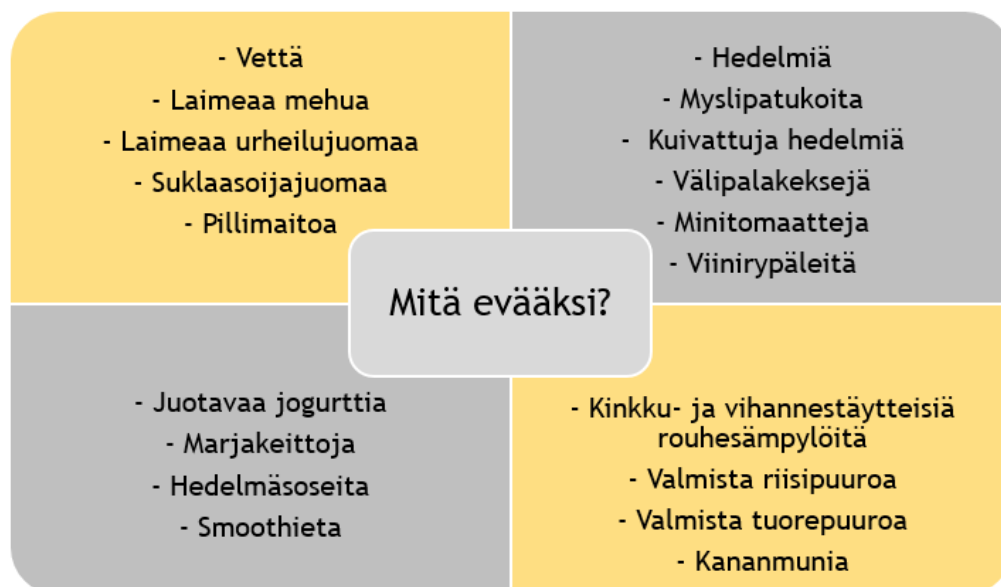 - Vettä
- Laimeaa mehua
- Laimeaa urheilujuomaa
- Suklaasoijajuomaa
- Pillimaitoa
- Hedelmiä
- Myslipatukoita
- Kuivattuja hedelmiä
- Välipalakeksejä
- Minitomaatteja
- Viinirypäleitä
Mitä evääksi?
- Juotavaa jogurttia
- Marjakeittoja
- Hedelmäsoseita
- Smoothieta
- Kinkku- ja vihannestäytteisiä
rouhesämpylöitä
- Valmista riisipuuroa
- Valmista tuorepuuroa
- Kananmunia